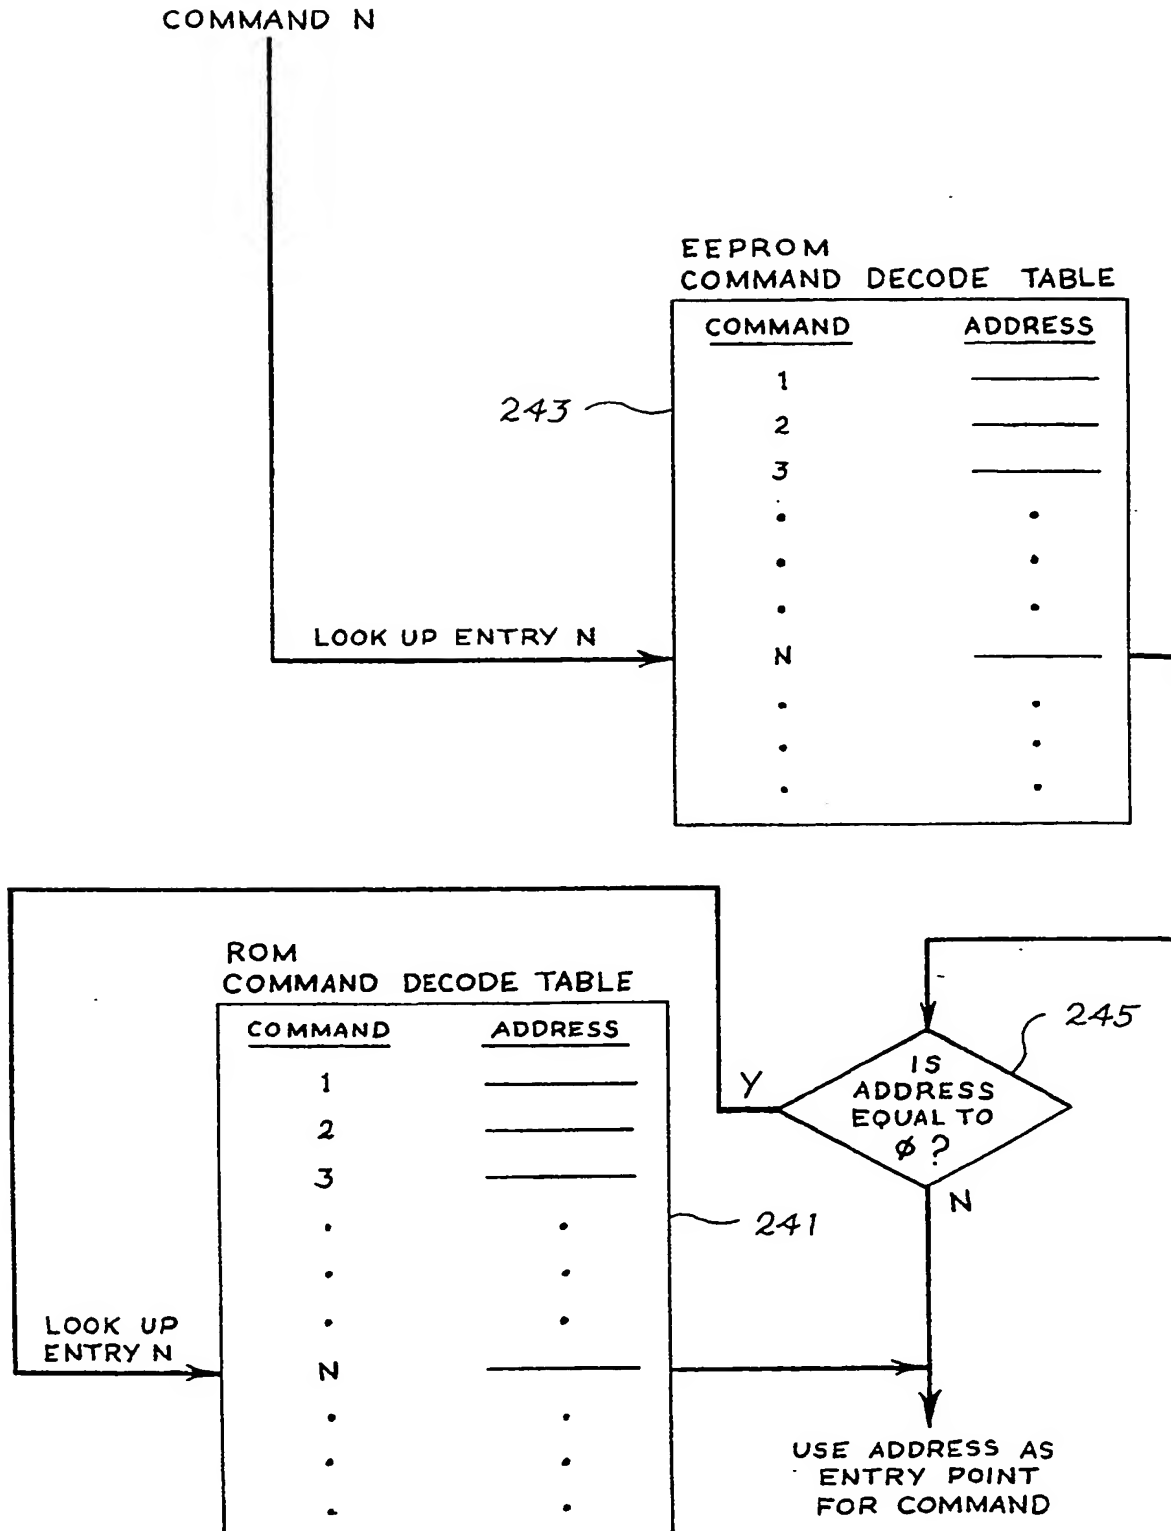 COMMAND N
EEPROM
COMMAND DECODE TABLE
COMMAND ADDRESS
1
2
3
N
243
LOOK UP ENTRY N
ROM
COMMAND DECODE TABLE
COMMAND ADDRESS
1
2
3
N
241
LOOK UP
ENTRY N
245
IS
ADDRESS
EQUAL TO
Ø ?
Y
N
USE ADDRESS AS
ENTRY POINT
FOR COMMAND